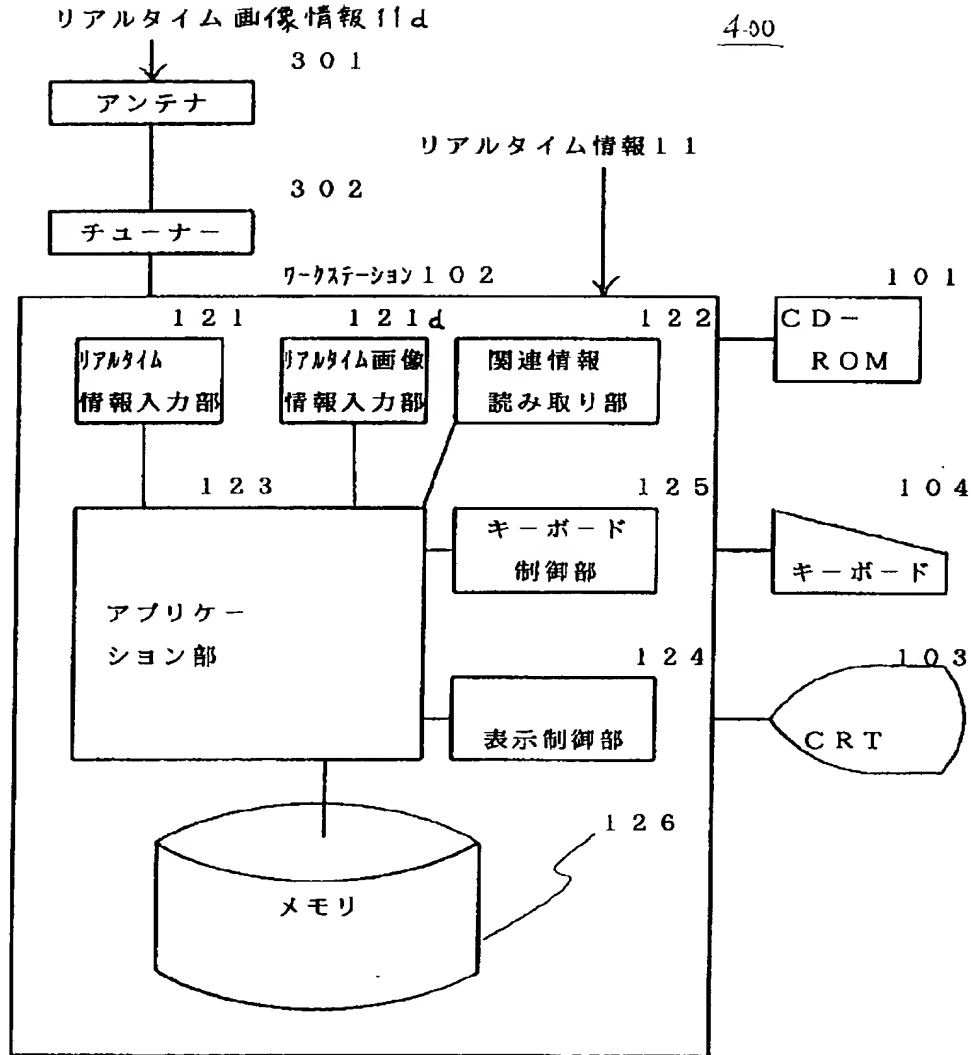 リアルタイム画像情報11d
400
301
アンテナ
リアルタイム情報11
302
チューナー
ワークステーション102
101
121
121d
122
CD-
ROM
リアルタイム
情報入力部
リアルタイム画像
情報入力部
関連情報
読み取り部
123
125
104
キーボード
制御部
キーボード
アプリケー
ション部
124
103
表示制御部
CRT
126
メモリ